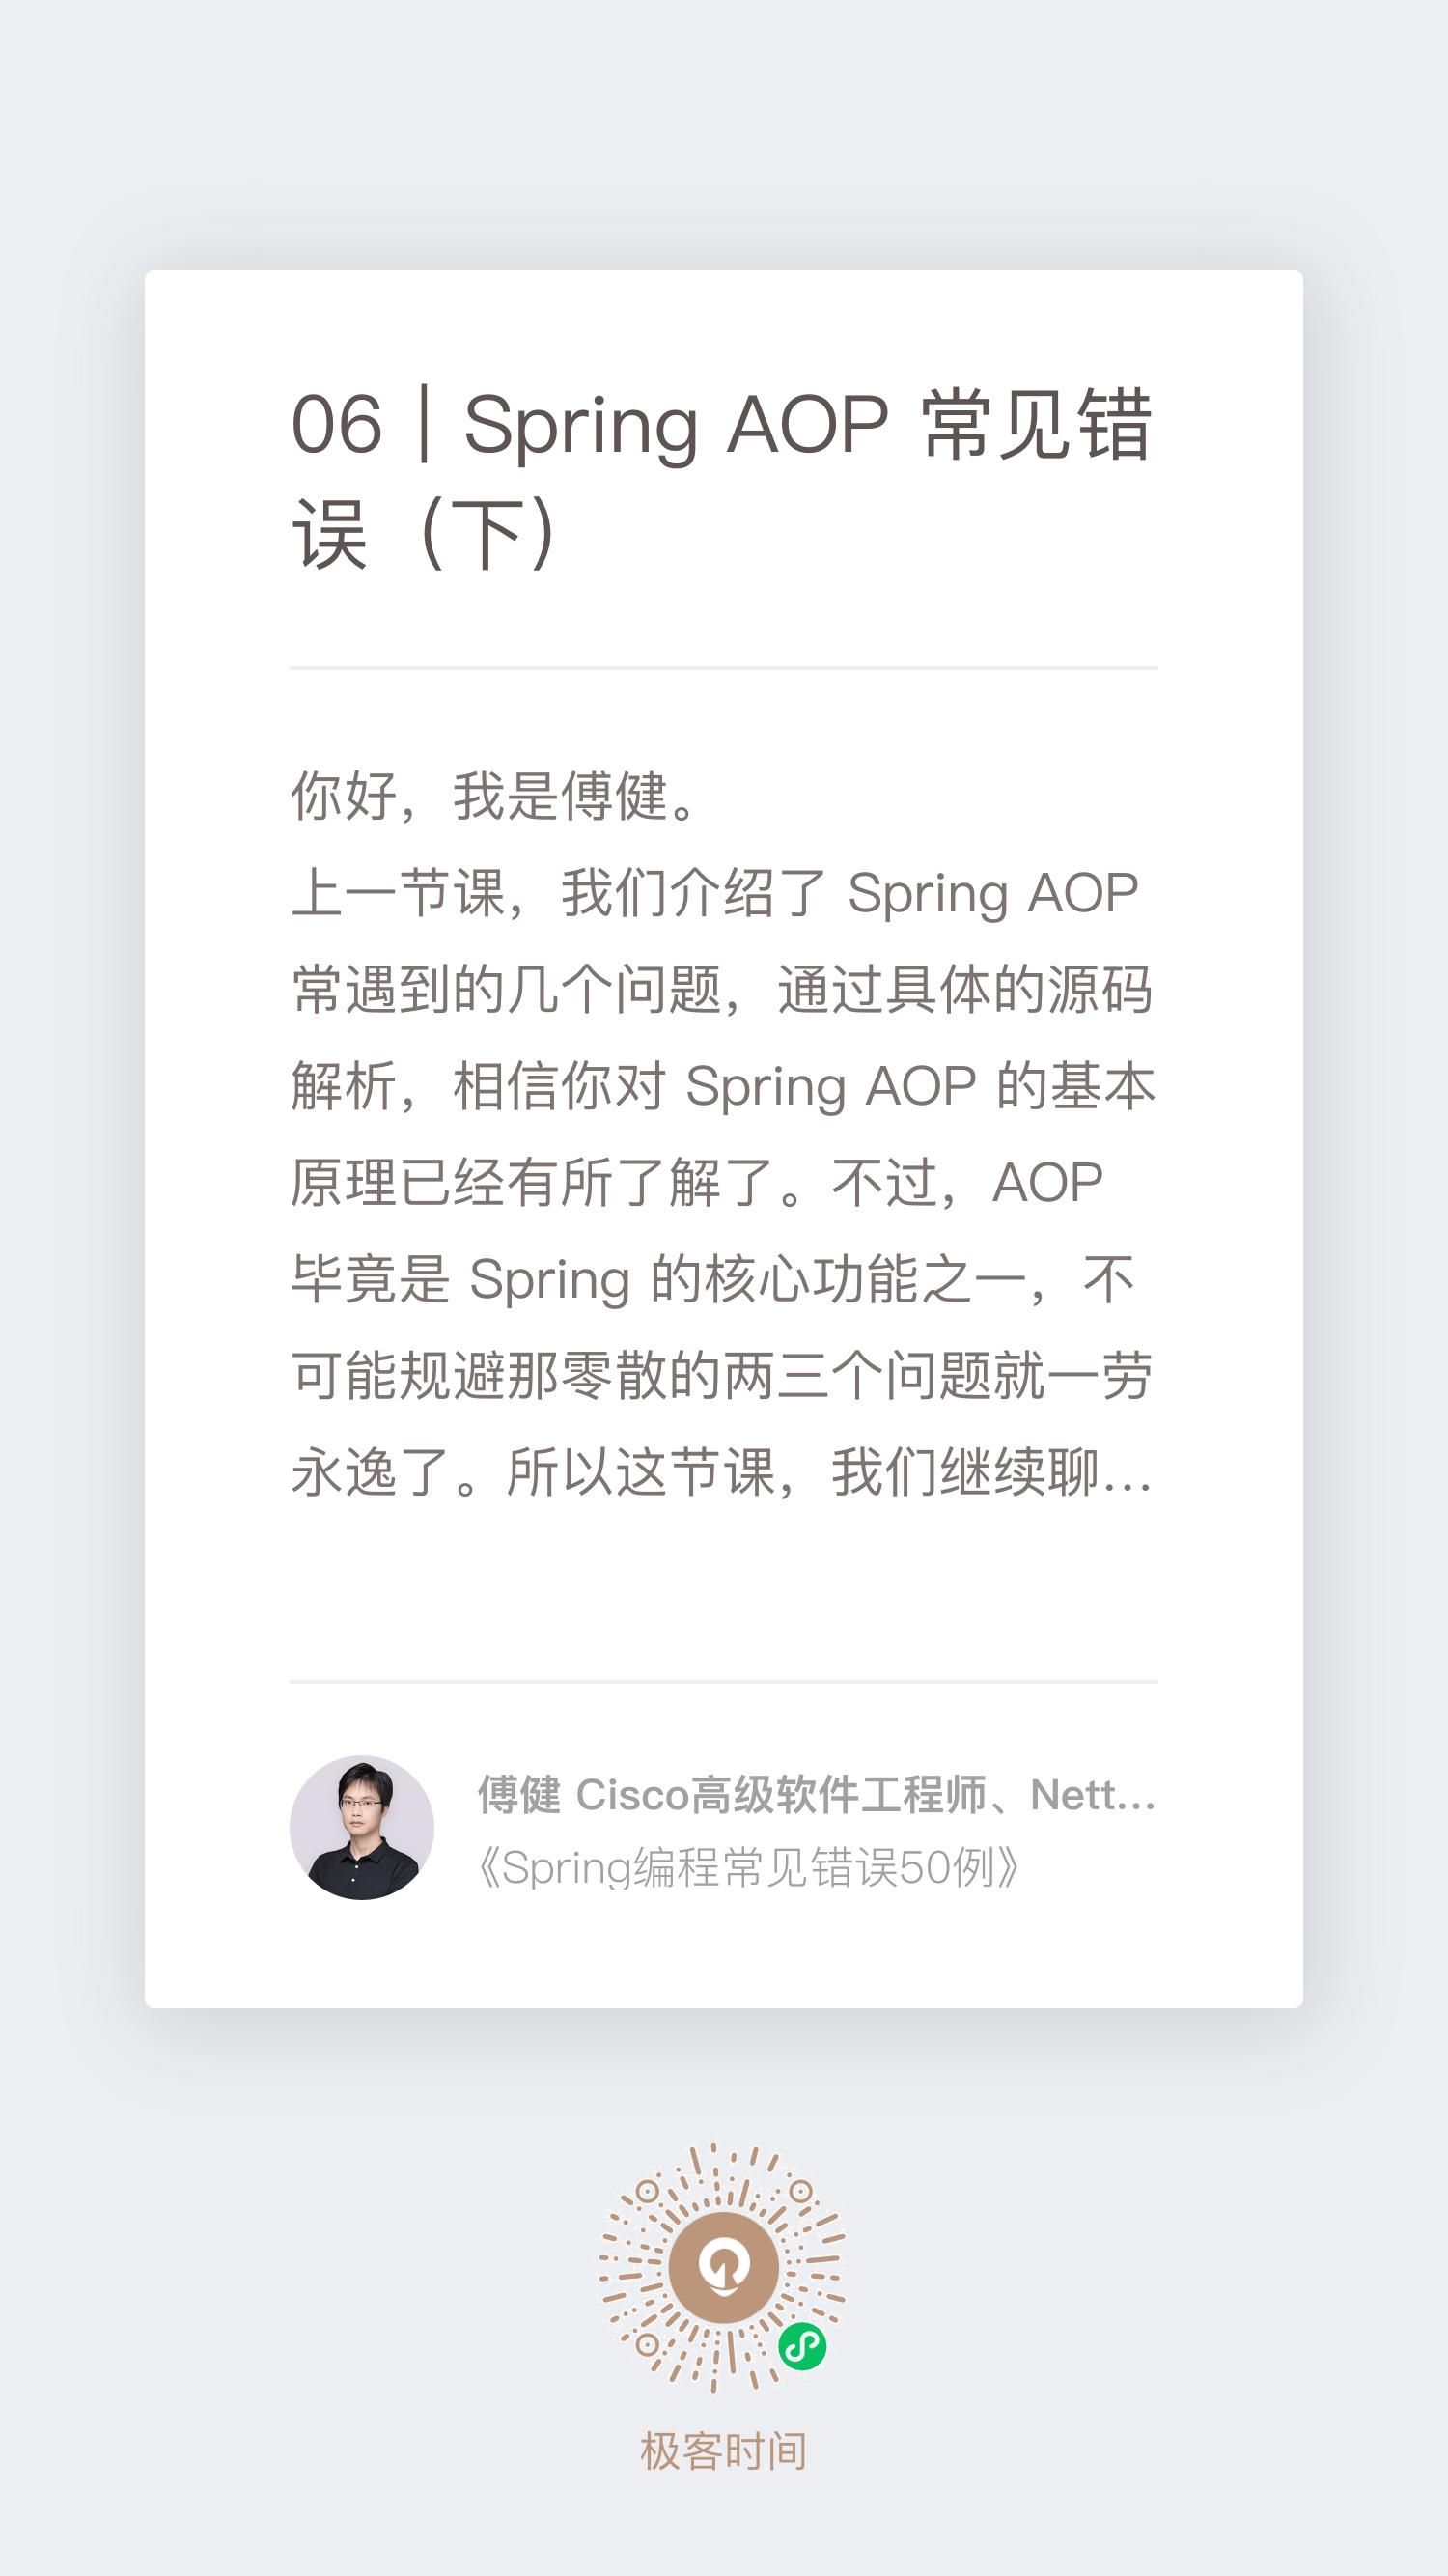 06｜Spring AOP 常见错
误（下）
你好，我是傅健。
上一节课，我们介绍了 Spring AOP
常遇到的几个问题，通过具体的源码
解析，相信你对 Spring AOP 的基本
原理已经有所了解了。不过，AOP
毕竟是 Spring 的核心功能之一，不
可能规避那零散的两三个问题就一劳
永逸了。所以这节课，我们继续聊...
傅健 Cisco高级软件工程师、Nett...
《Spring编程常见错误50例》
极客时间